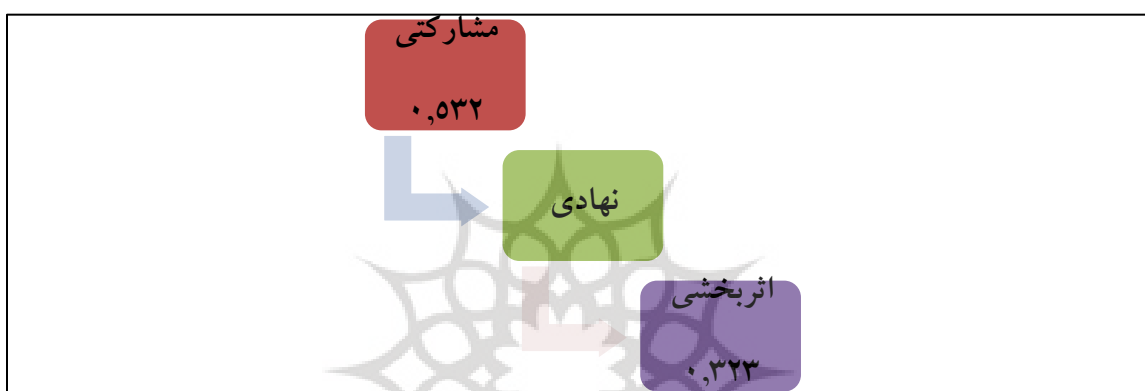 مشارکتی
۰,۵۳۲
نهادی
اثربخشی
۰,۳۲۳